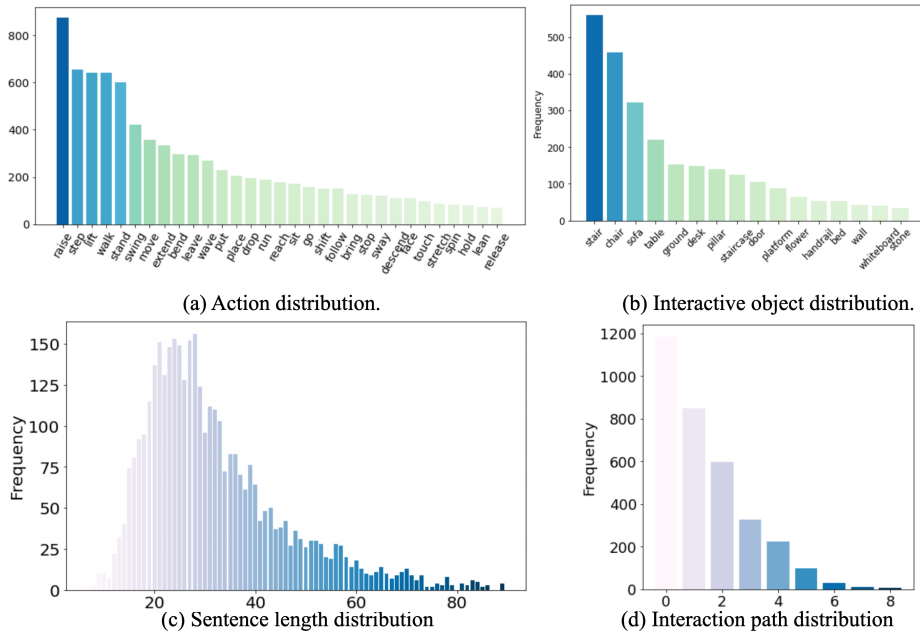 800
600
400
200
0
raise
step
lift
walk
stand
swing
move
extend
bend
leave
wave
put
place
drop
run
reach
sit
go
shift
follow
bring
stop
sway
descend
face
touch
stretch
spin
hold
lean
release
(a) Action distribution.
Frequency
500
400
300
200
100
0
stair
chair
sofa
table
ground
desk
pillar
staircase
door
platform
flower
handrail
bed
wall
whiteboard
stone
(b) Interactive object distribution.
Frequency
150
125
100
75
50
25
0
20 40 60 80
(c) Sentence length distribution
Frequency
1200
1000
800
600
400
200
0
0 2 4 6 8
(d) Interaction path distribution